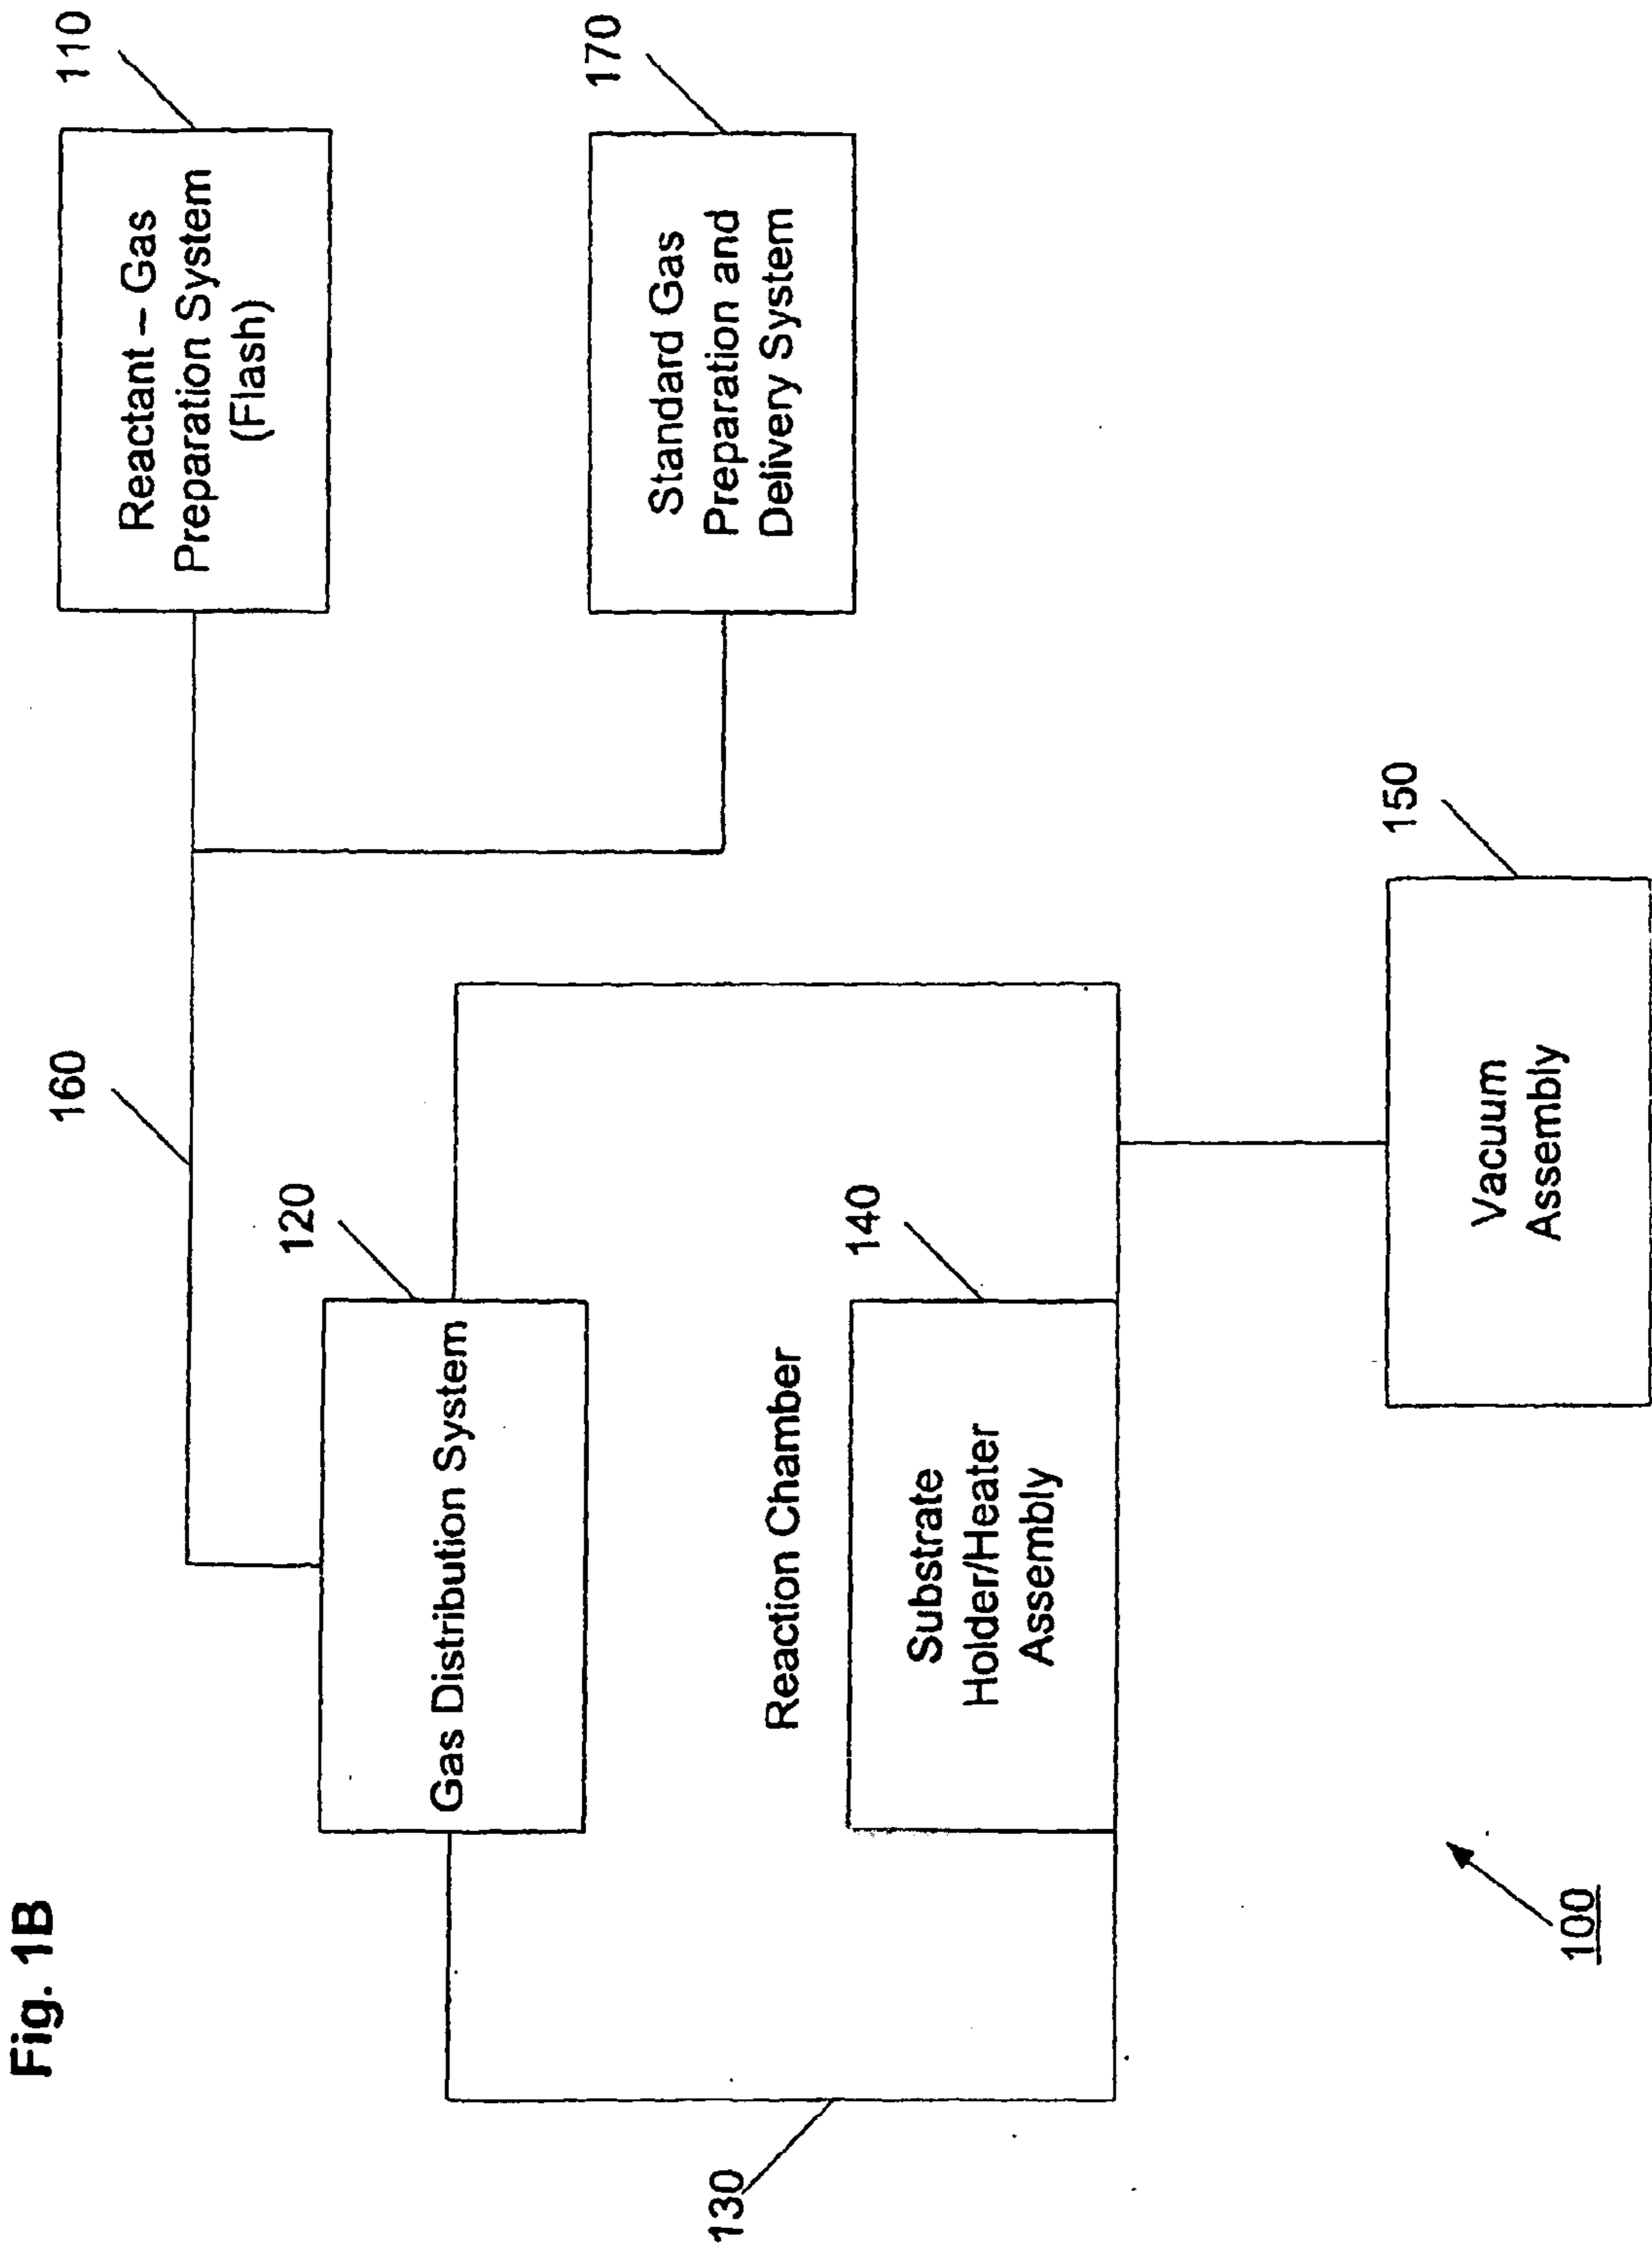 Fig. 1B
160
110
Reactant – Gas
Preparation System
(Flash)
120
Gas Distribution System
170
Standard Gas
Preparation and
Delivery System
130
Reaction Chamber
140
Substrate
Holder/Heater
Assembly
150
Vacuum
Assembly
100